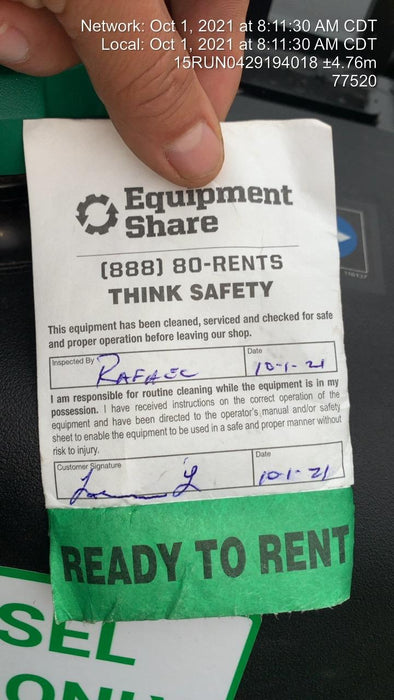 Network: Oct 1, 2021 at 8:11:30 AM CDT
Local: Oct 1, 2021 at 8:11:30 AM CDT
15RUN0429194018 ±4.76m
77520
Equipment
Share
(888) 80-RENTS
THINK SAFETY
This equipment has been cleaned, serviced and checked for safe
and proper operation before leaving our shop.
Inspected By RAFAEL Date 10-1-21
I am responsible for routine cleaning while the equipment is in my
possession. I have received instructions on the correct operation of the
equipment and have been directed to the operator's manual and/or safety
sheet to enable the equipment to be used in a safe and proper manner without
risk to injury.
Customer Signature Date 10-1-21
READY TO RENT
SEL
ONLY